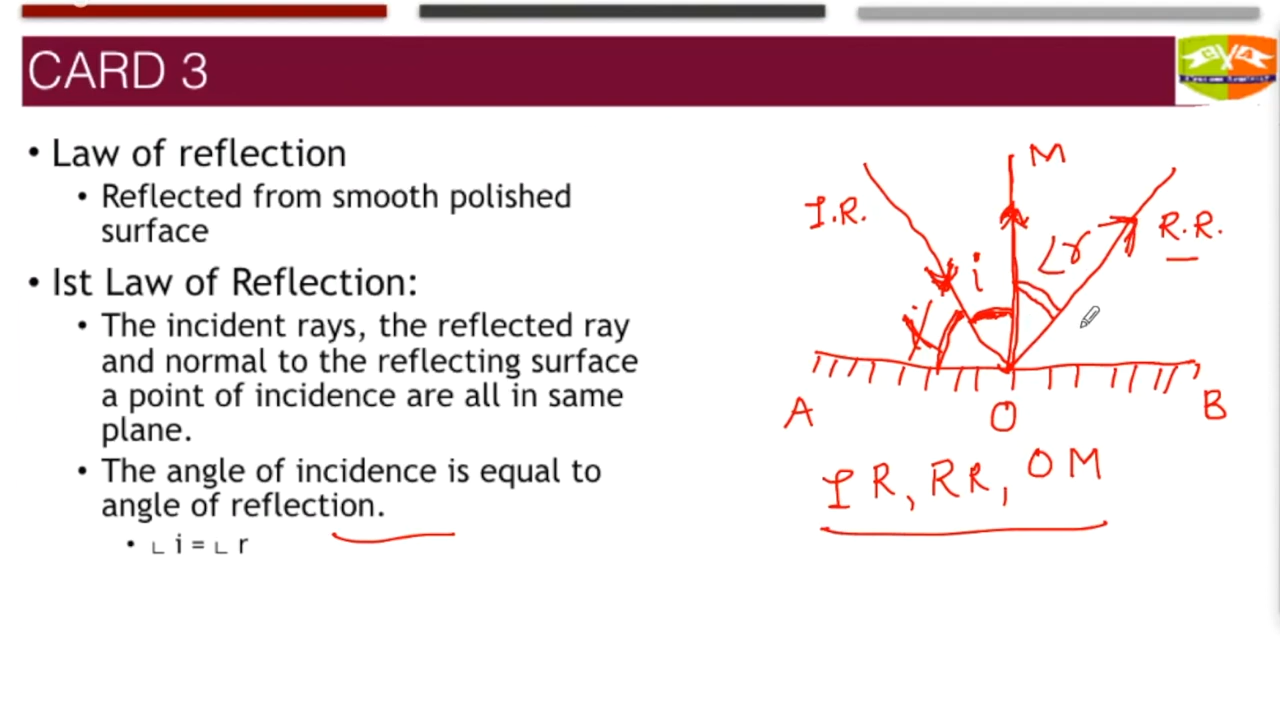 CARD 3
• Law of reflection
• Reflected from smooth polished
surface
• Ist Law of Reflection:
• The incident rays, the reflected ray
and normal to the reflecting surface
a point of incidence are all in same
plane.
• The angle of incidence is equal to
angle of reflection.
• ∟ i = ∟ r
M
I.R.
i
∠r
R.R.
i
A
O
B
IR, RR, OM